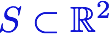 S ⊂ ℝ²